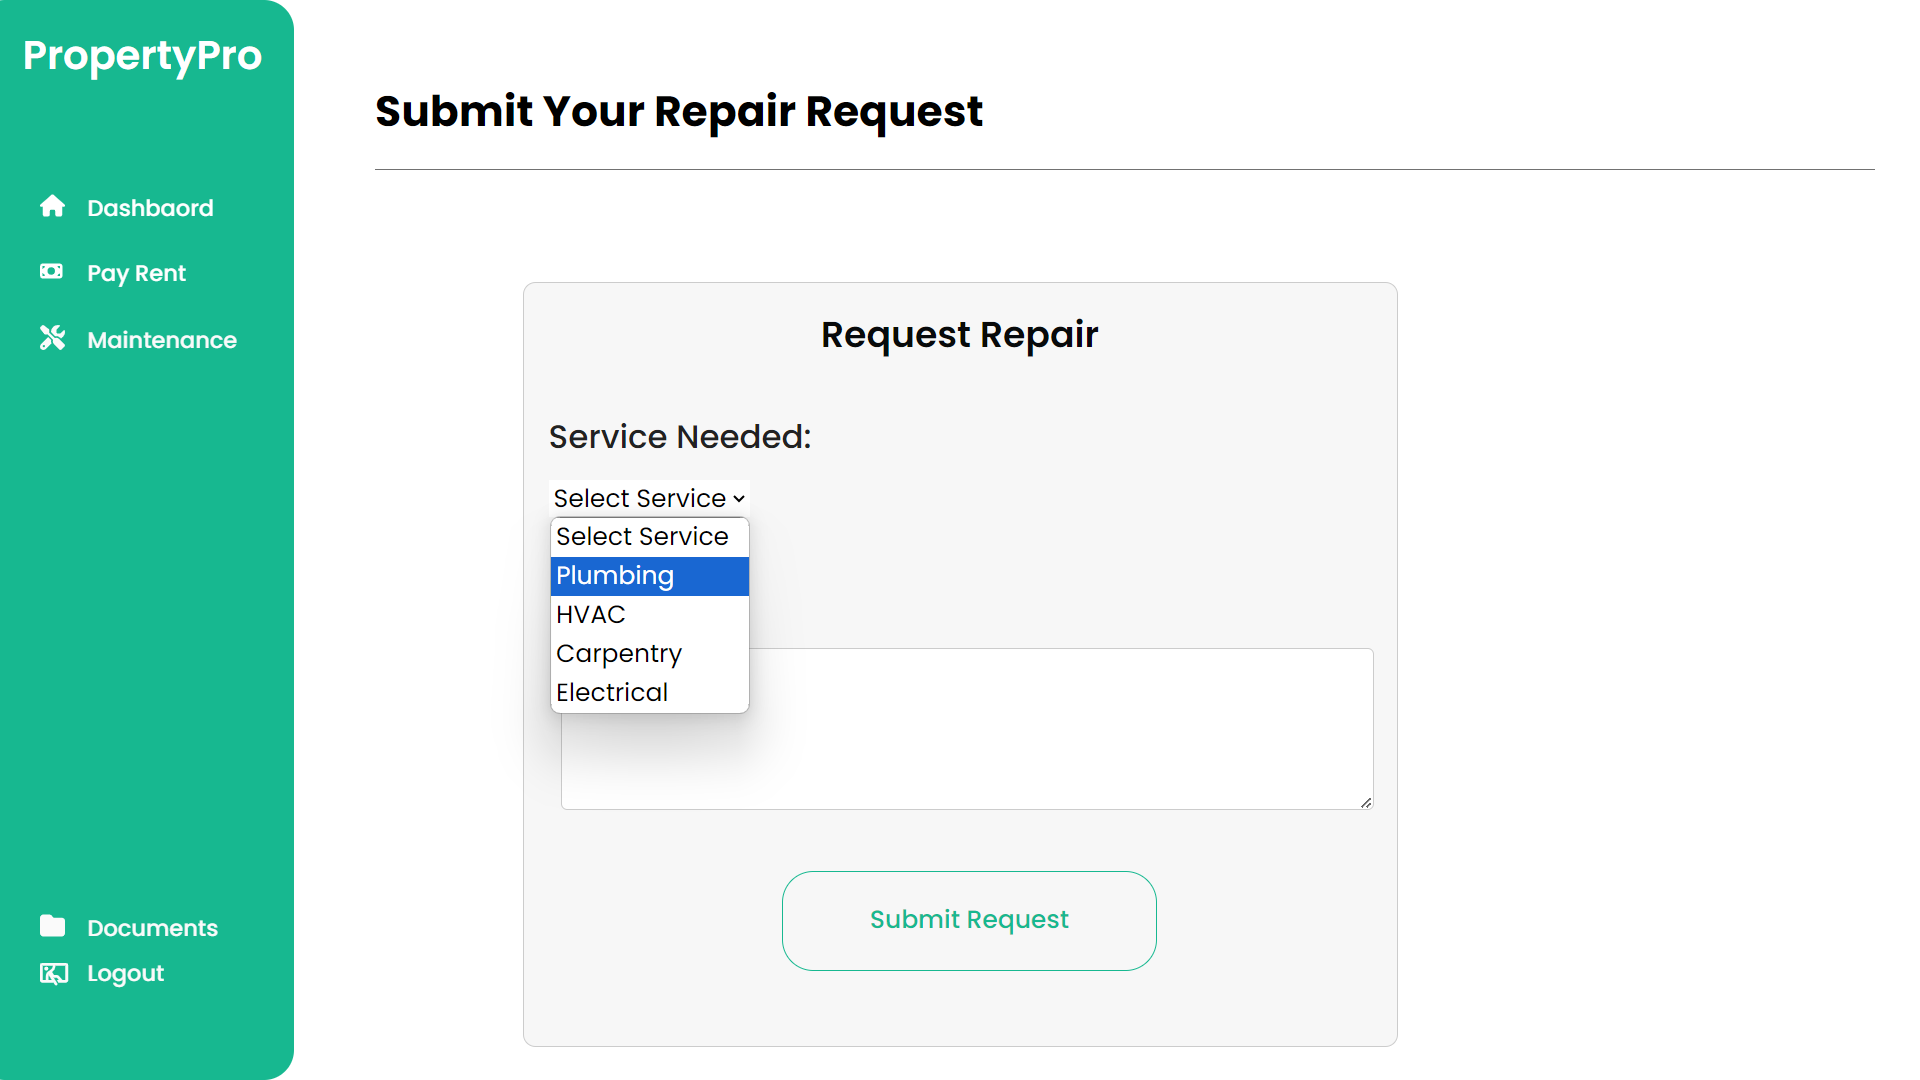 PropertyPro
Dashbaord
Pay Rent
Maintenance
Documents
Logout
Submit Your Repair Request
Request Repair
Service Needed:
Select Service
Select Service
Plumbing
HVAC
Carpentry
Electrical
Submit Request